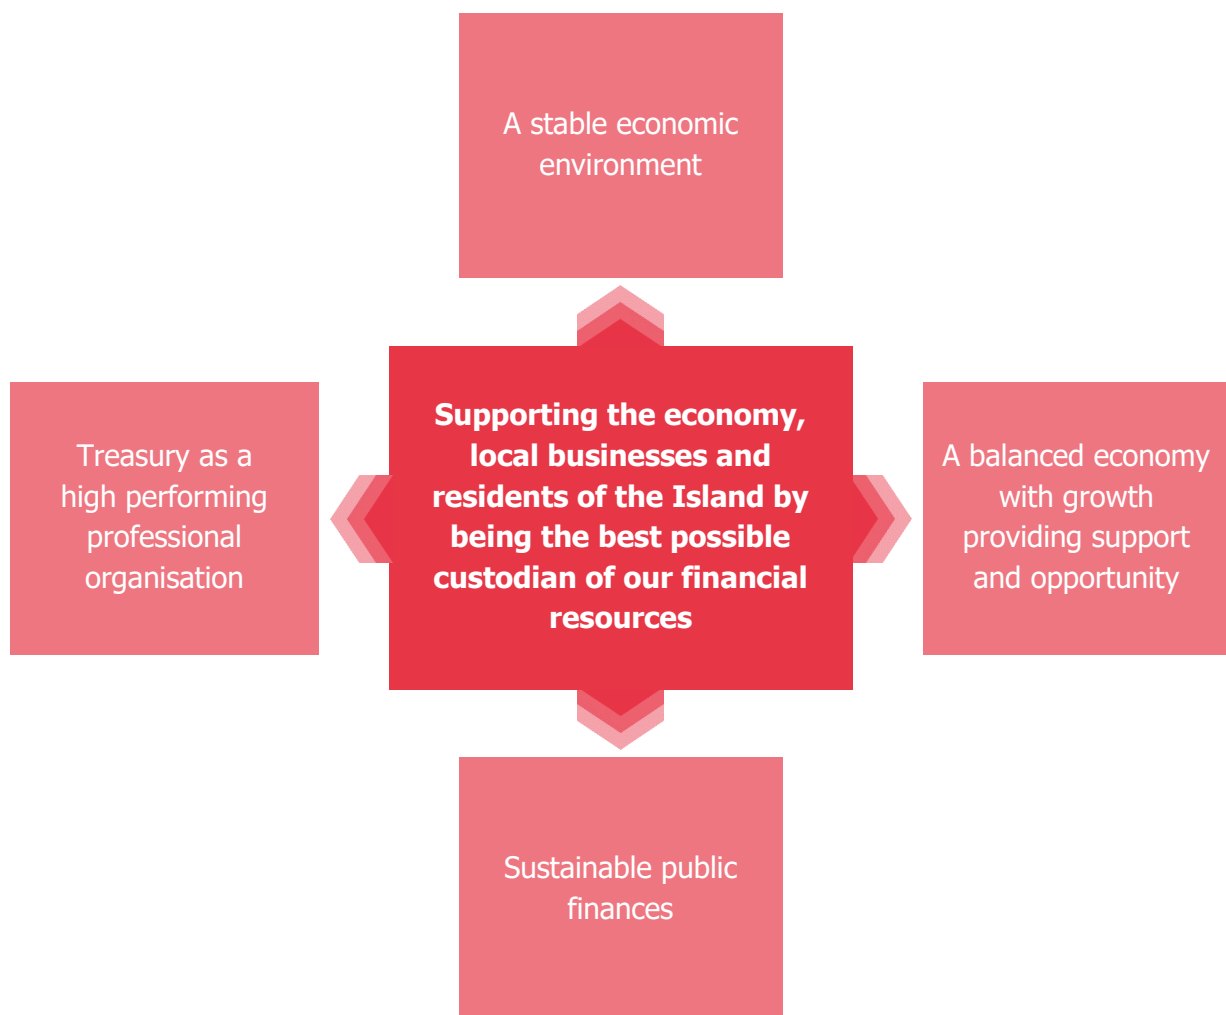 A stable economic
environment
Supporting the economy,
local businesses and
residents of the Island by
being the best possible
custodian of our financial
resources
Treasury as a
high performing
professional
organisation
A balanced economy
with growth
providing support
and opportunity
Sustainable public
finances